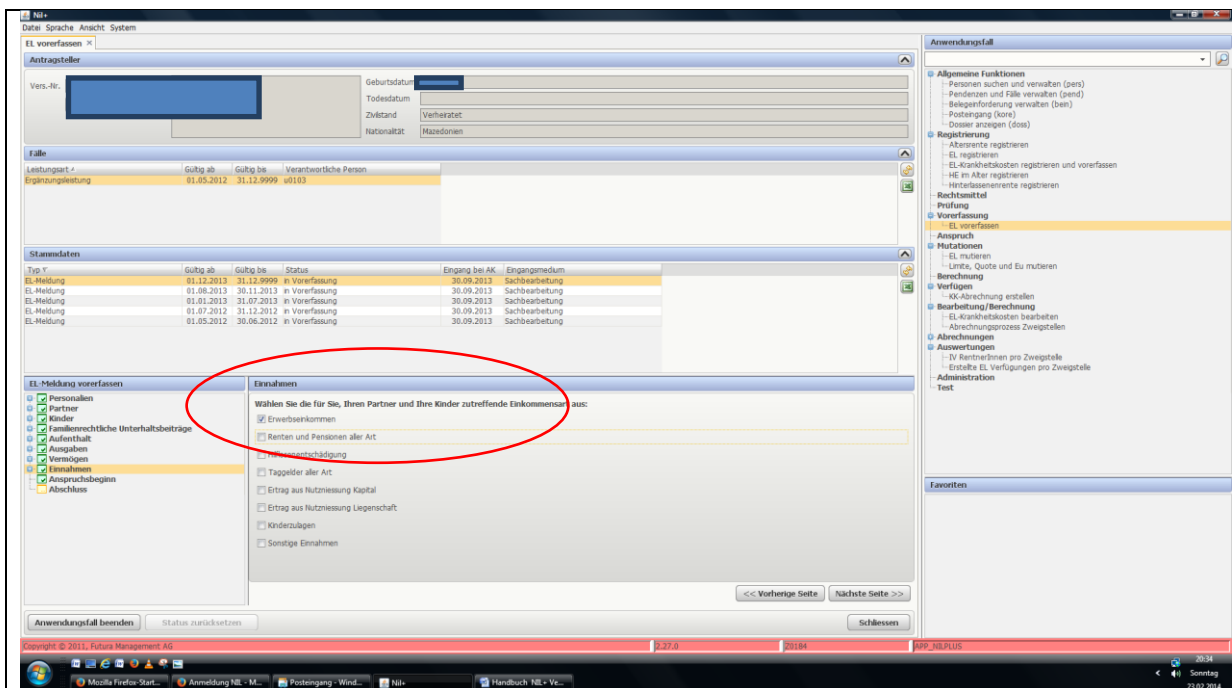 Nil+
Datei Sprache Ansicht System
EL vorerfassen
Antragsteller
Vers.-Nr.
Geburtsdatum
Todesdatum
Zivilstand Verheiratet
Nationalität Mazedonien
Fälle
Leistungsart Gültig ab Gültig bis Verantwortliche Person
Ergänzungsleistung 01.05.2012 31.12.9999 u0103
Stammdaten
Typ Gültig ab Gültig bis Status Eingang bei AK Eingangsmedium
EL-Meldung 01.12.2013 31.12.9999 in Vorerfassung 30.09.2013 Sachbearbeitung
EL-Meldung 01.08.2013 30.11.2013 in Vorerfassung 30.09.2013 Sachbearbeitung
EL-Meldung 01.01.2013 31.07.2013 in Vorerfassung 30.09.2013 Sachbearbeitung
EL-Meldung 01.07.2012 31.12.2012 in Vorerfassung 30.09.2013 Sachbearbeitung
EL-Meldung 01.05.2012 30.06.2012 in Vorerfassung 30.09.2013 Sachbearbeitung
EL-Meldung vorerfassen
Personalien
Partner
Kinder
Familienrechtliche Unterhaltsbeiträge
Aufenthalt
Ausgaben
Vermögen
Einnahmen
Anspruchsbeginn
Abschluss
Einnahmen
Wählen Sie die für Sie, Ihren Partner und Ihre Kinder zutreffende Einkommensart aus:
Erwerbseinkommen
Renten und Pensionen aller Art
Hilflosenentschädigung
Taggelder aller Art
Ertrag aus Nutzniessung Kapital
Ertrag aus Nutzniessung Liegenschaft
Kinderzulagen
Sonstige Einnahmen
<< Vorherige Seite Nächste Seite >>
Anwendungsfall beenden Status zurücksetzen Schliessen
Anwendungsfall
Allgemeine Funktionen
Personen suchen und verwalten (pers)
Pendenzen und Fälle verwalten (pend)
Belegeinforderung verwalten (bein)
Posteingang (kore)
Dossier anzeigen (doss)
Registrierung
Altersrente registrieren
EL registrieren
EL-Krankheitskosten registrieren und vorerfassen
HE im Alter registrieren
Hinterlassenenrente registrieren
Rechtsmittel
Prüfung
Vorerfassung
EL vorerfassen
Anspruch
Mutationen
EL mutieren
Limite, Quote und Eu mutieren
Berechnung
Verfügen
KK-Abrechnung erstellen
Bearbeitung/Berechnung
EL-Krankheitskosten bearbeiten
Abrechnungsprozess Zweigstellen
Abrechnungen
Auswertungen
IV RentnerInnen pro Zweigstelle
Erstellte EL Verfügungen pro Zweigstelle
Administration
Test
Favoriten
Copyright © 2011, Futura Management AG 2.27.0 Z0184 APP_NILPLUS
Mozilla Firefox-Start... Anmeldung NIL - M... Posteingang - Wind... Nil+ Handbuch NIL+ Ve...
20:34
Sonntag
23.02.2014